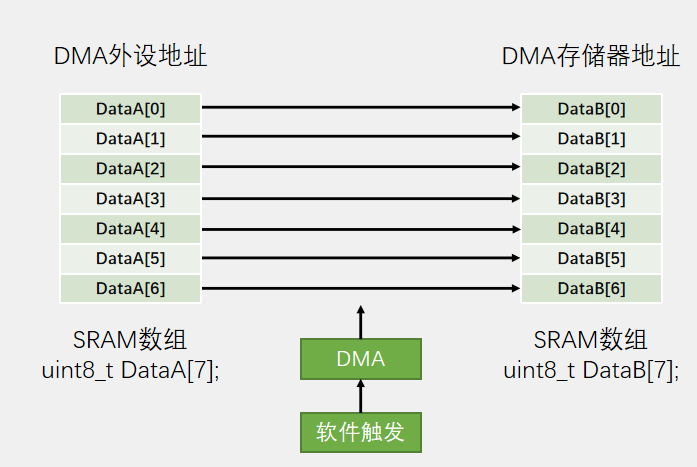 DMA外设地址 DMA存储器地址
DataA[0] DataB[0]
DataA[1] DataB[1]
DataA[2] DataB[2]
DataA[3] DataB[3]
DataA[4] DataB[4]
DataA[5] DataB[5]
DataA[6] DataB[6]
SRAM数组 SRAM数组
uint8_t DataA[7]; uint8_t DataB[7];
DMA
软件触发